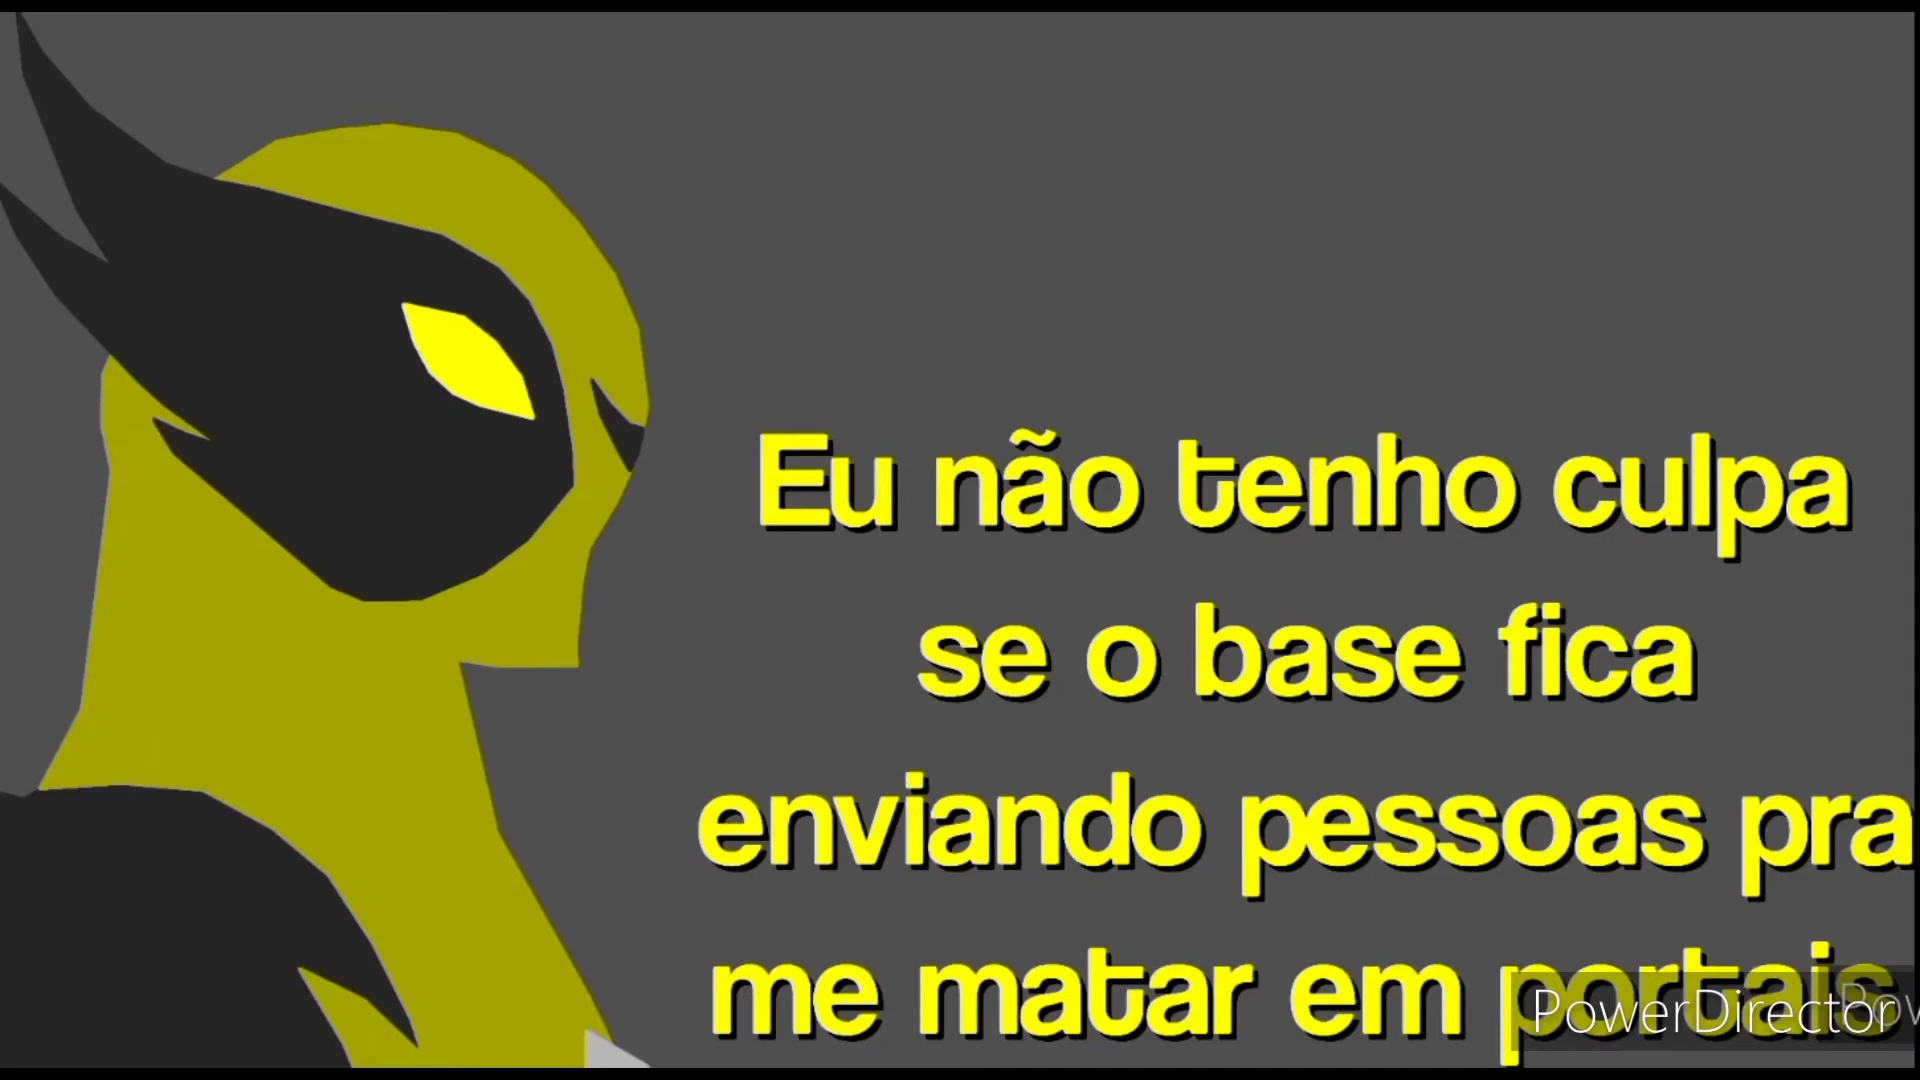 Eu não tenho culpa
se o base fica
enviando pessoas pra
me matar em portais
PowerDirector